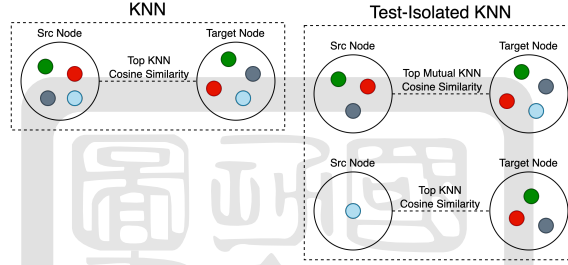 KNN
Src Node
Target Node
Top KNN
Cosine Similarity
Test-Isolated KNN
Src Node
Target Node
Top Mutual KNN
Cosine Similarity
Src Node
Target Node
Top KNN
Cosine Similarity